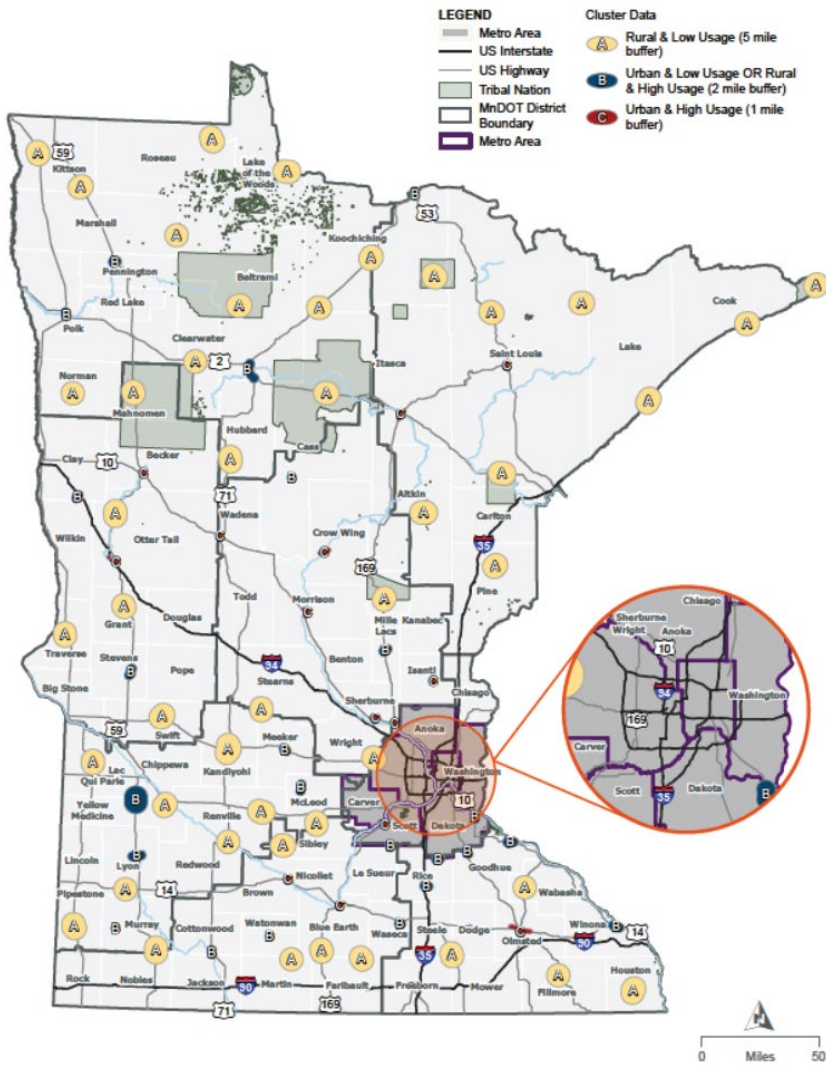 LEGEND
Metro Area
US Interstate
US Highway
Tribal Nation
MnDOT District
Boundary
Metro Area
Cluster Data
A Rural & Low Usage (5 mile
buffer)
B Urban & Low Usage OR Rural
& High Usage (2 mile buffer)
C Urban & High Usage (1 mile
buffer)
A
59
Kittson
A
Roseau
A
Lake
of the
Woods
A
Marshall
A
B
Pennington
Red Lake
B
Polk
Beltrami
A
Koochiching
A
A
B
53
A
A
A
Cook
A
A
Lake
Clearwater
A
2
B
Norman
A
A
Mahnomen
Itasca
A
Saint Louis
C
C
A
Hubbard
Cass
Clay
10
Becker
C
A
B
71
B
A
Wadena
Aitkin
A
A
Carlton
Wilkin
Otter Tail
C
C
Crow Wing
C
35
169
A
Pine
Todd
Morrison
C
A
Mille
Lacs
Kanabec
A
Grant
Douglas
A
Traverse
Stevens
B
Pope
94
Stearns
Benton
B
Isanti
C
Big Stone
Chisago
Sherburne
C
C
59
A
Swift
A
Anoka
A
Lac
Qui Parle
Chippewa
A
Kandiyohi
Meeker
B
Wright
A
Washington
Yellow
Medicine
B
A
B
McLeod
Carver
10
Renville
A
A
Scott
C
Dakota
B
Lincoln
Lyon
B
Redwood
A
A
Sibley
B
B
B
B
Nicollet
C
Le Sueur
Rice
B
Goodhue
Wabasha
A
Pipestone
A
14
Brown
C
A
Murray
B
Cottonwood
Watonwan
B
Blue Earth
A
Waseca
B
Steele
Dodge
C
Olmsted
Winona
B
14
90
A
B
A
A
35
A
Rock
Nobles
Jackson
90
Martin
Faribault
Freeborn
Mower
A
Fillmore
Houston
A
71
169
Chisago
Sherburne
Wright
Anoka
10
94
Washington
169
Carver
Scott
35
Dakota
B
N
0 Miles 50